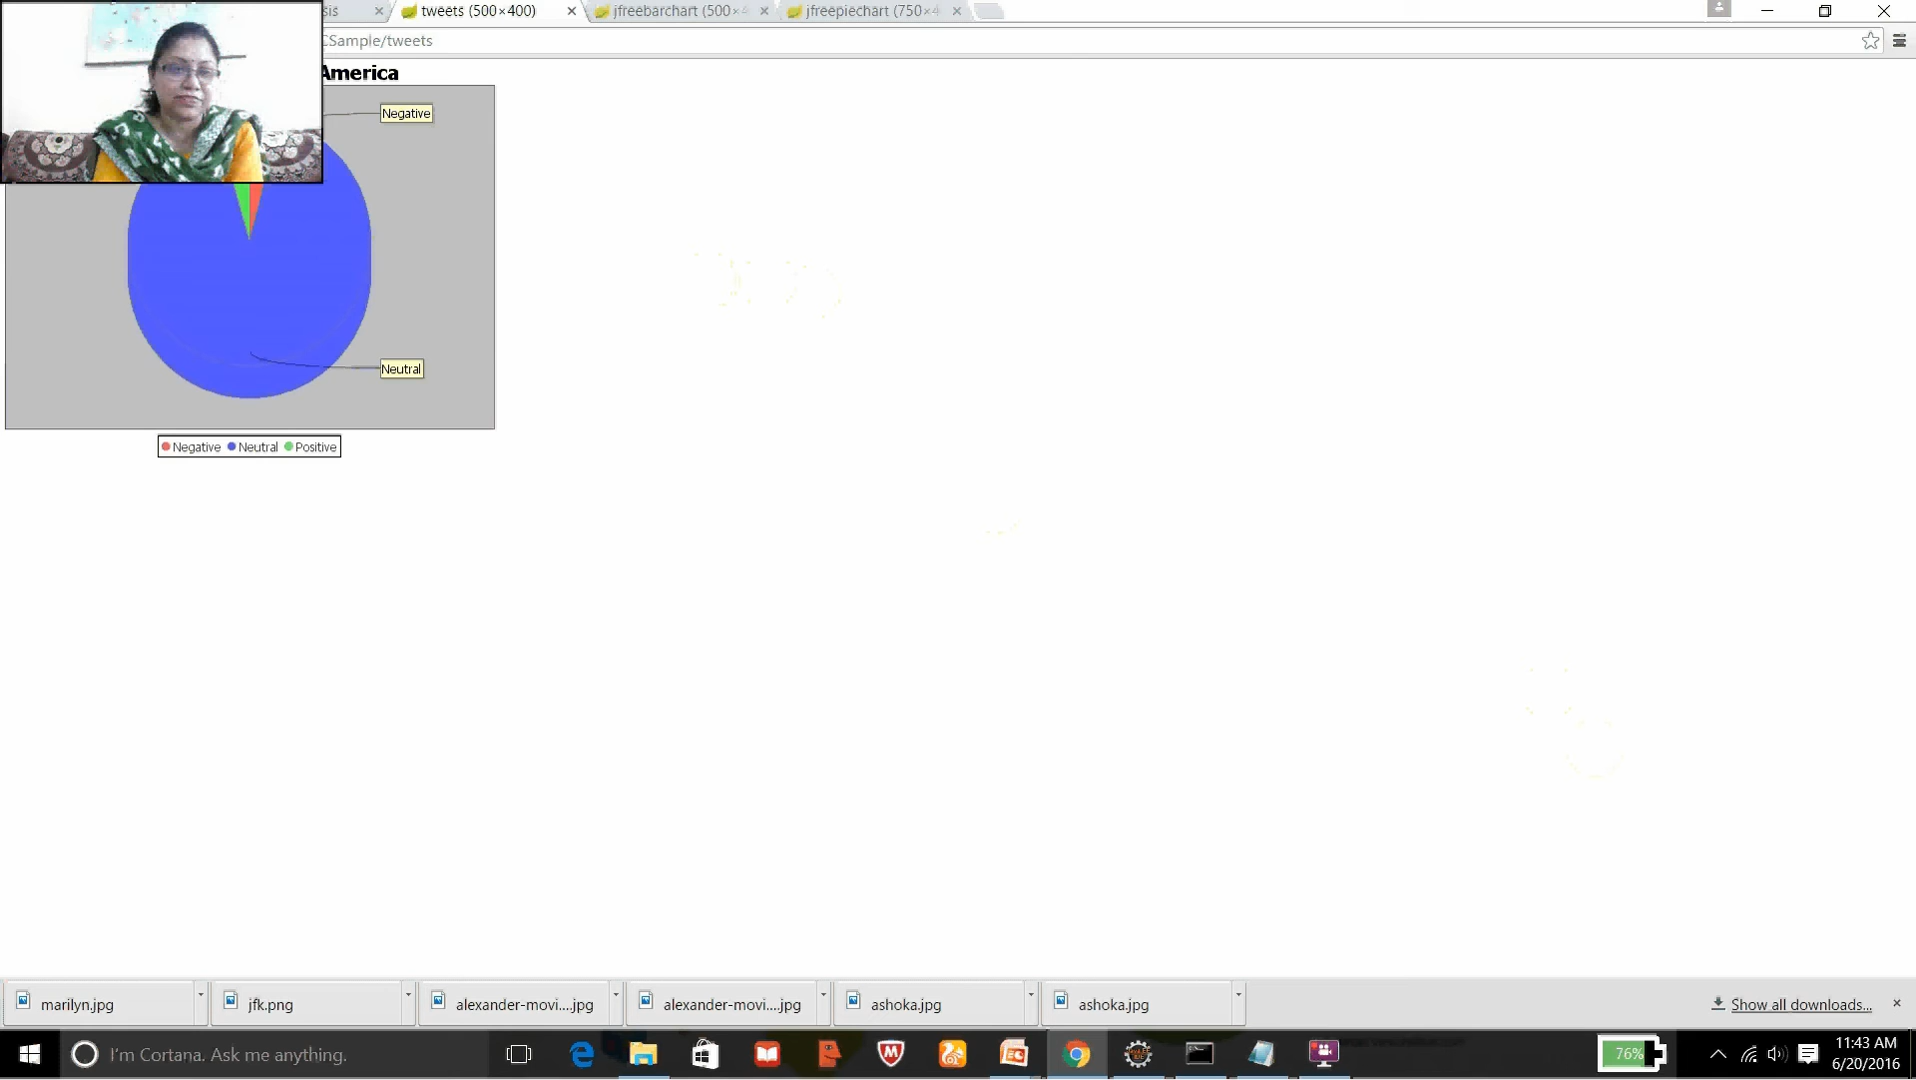 sis
tweets (500×400)
jfreebarchart (500×4
jfreepiechart (750×4
CSample/tweets
America
Negative
Neutral
Negative Neutral Positive
marilyn.jpg
jfk.png
alexander-movi....jpg
alexander-movi....jpg
ashoka.jpg
ashoka.jpg
Show all downloads...
I'm Cortana. Ask me anything.
76%
11:43 AM
6/20/2016